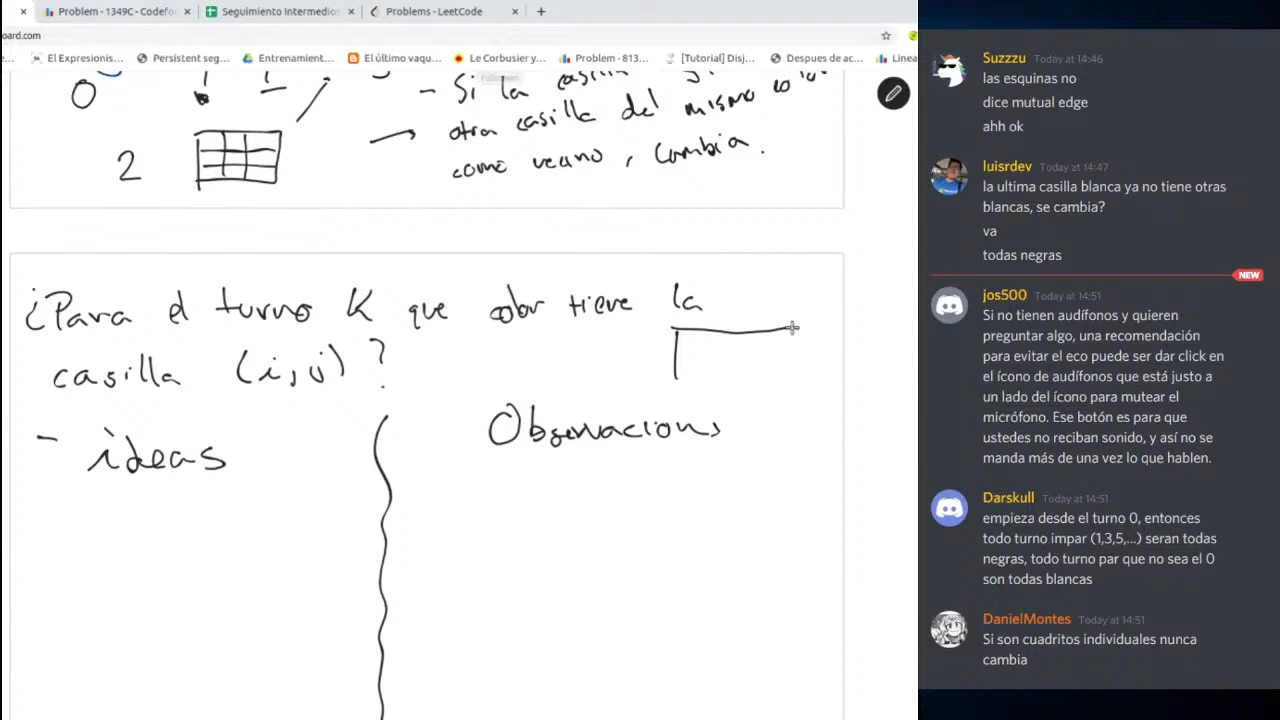 Problem - 1349C - Codefo
Seguimiento Intermedios
Problems - LeetCode
oard.com
El Expresionis...
Persistent seg...
Entrenamiento...
El último vaqu...
Le Corbusier y ...
Problem - 813...
[Tutorial] Disj...
Despues de ac...
Linea
Fullscreen
0
- Si la casilla
otra casilla del mismo color
como vecino, cambia.
2
¿Para el turno K que color tieve la
casilla (i,j)?
- ideas
Observacions
Suzzzu Today at 14:46
las esquinas no
dice mutual edge
ahh ok
luisrdev Today at 14:47
la ultima casilla blanca ya no tiene otras
blancas, se cambia?
va
todas negras
NEW
jos500 Today at 14:51
Si no tienen audífonos y quieren
preguntar algo, una recomendación
para evitar el eco puede ser dar click en
el ícono de audífonos que está justo a
un lado del ícono para mutear el
micrófono. Ese botón es para que
ustedes no reciban sonido, y así no se
manda más de una vez lo que hablen.
Darskull Today at 14:51
empieza desde el turno 0, entonces
todo turno impar (1,3,5,...) seran todas
negras, todo turno par que no sea el 0
son todas blancas
DanielMontes Today at 14:51
Si son cuadritos individuales nunca
cambia